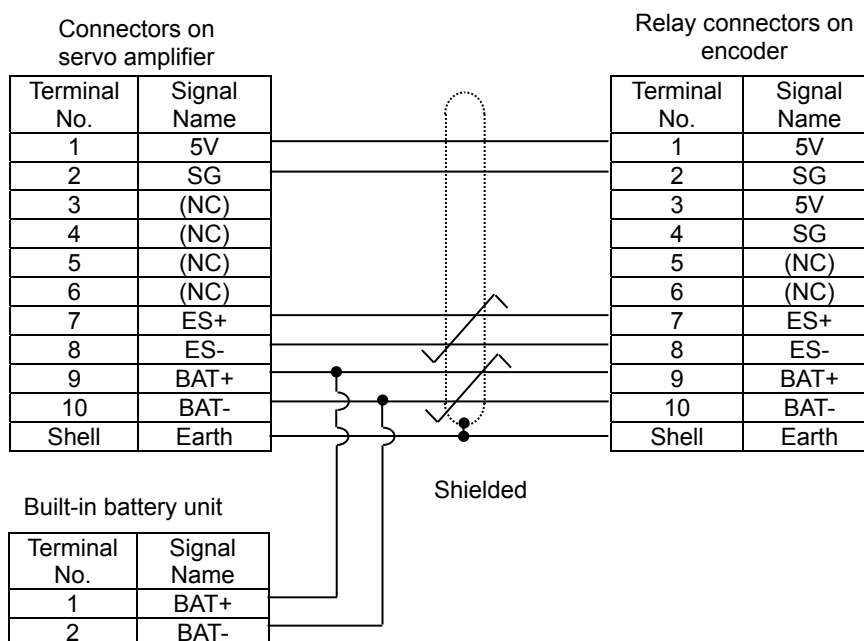 Connectors on
servo amplifier
Terminal No. Signal Name
1 5V
2 SG
3 (NC)
4 (NC)
5 (NC)
6 (NC)
7 ES+
8 ES-
9 BAT+
10 BAT-
Shell Earth
Relay connectors on
encoder
Terminal No. Signal Name
1 5V
2 SG
3 5V
4 SG
5 (NC)
6 (NC)
7 ES+
8 ES-
9 BAT+
10 BAT-
Shell Earth
Shielded
Built-in battery unit
Terminal No. Signal Name
1 BAT+
2 BAT-